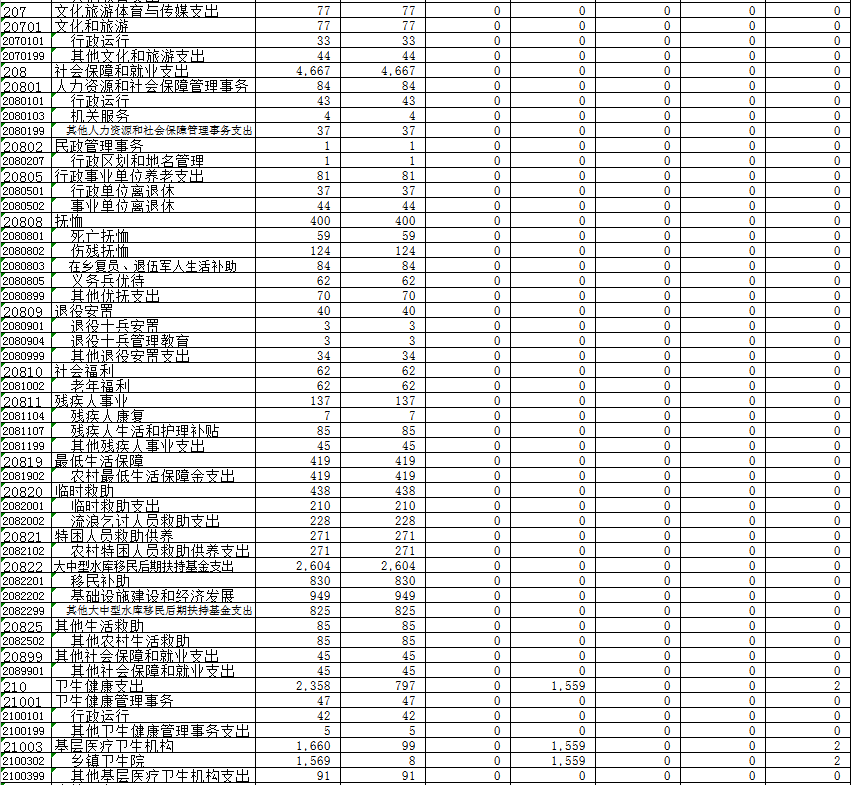 207 文化旅游体育与传媒支出 77 77 0 0 0 0 0
20701 文化和旅游 77 77 0 0 0 0 0
2070101 行政运行 33 33 0 0 0 0 0
2070199 其他文化和旅游支出 44 44 0 0 0 0 0
208 社会保障和就业支出 4,667 4,667 0 0 0 0 0
20801 人力资源和社会保障管理事务 84 84 0 0 0 0 0
2080101 行政运行 43 43 0 0 0 0 0
2080103 机关服务 4 4 0 0 0 0 0
2080199 其他人力资源和社会保障管理事务支出 37 37 0 0 0 0 0
20802 民政管理事务 1 1 0 0 0 0 0
2080207 行政区划和地名管理 1 1 0 0 0 0 0
20805 行政事业单位养老支出 81 81 0 0 0 0 0
2080501 行政单位离退休 37 37 0 0 0 0 0
2080502 事业单位离退休 44 44 0 0 0 0 0
20808 抚恤 400 400 0 0 0 0 0
2080801 死亡抚恤 59 59 0 0 0 0 0
2080802 伤残抚恤 124 124 0 0 0 0 0
2080803 在乡复员、退伍军人生活补助 84 84 0 0 0 0 0
2080805 义务兵优待 62 62 0 0 0 0 0
2080899 其他优抚支出 70 70 0 0 0 0 0
20809 退役安置 40 40 0 0 0 0 0
2080901 退役士兵安置 3 3 0 0 0 0 0
2080904 退役士兵管理教育 3 3 0 0 0 0 0
2080999 其他退役安置支出 34 34 0 0 0 0 0
20810 社会福利 62 62 0 0 0 0 0
2081002 老年福利 62 62 0 0 0 0 0
20811 残疾人事业 137 137 0 0 0 0 0
2081104 残疾人康复 7 7 0 0 0 0 0
2081107 残疾人生活和护理补贴 85 85 0 0 0 0 0
2081199 其他残疾人事业支出 45 45 0 0 0 0 0
20819 最低生活保障 419 419 0 0 0 0 0
2081902 农村最低生活保障金支出 419 419 0 0 0 0 0
20820 临时救助 438 438 0 0 0 0 0
2082001 临时救助支出 210 210 0 0 0 0 0
2082002 流浪乞讨人员救助支出 228 228 0 0 0 0 0
20821 特困人员救助供养 271 271 0 0 0 0 0
2082102 农村特困人员救助供养支出 271 271 0 0 0 0 0
20822 大中型水库移民后期扶持基金支出 2,604 2,604 0 0 0 0 0
2082201 移民补助 830 830 0 0 0 0 0
2082202 基础设施建设和经济发展 949 949 0 0 0 0 0
2082299 其他大中型水库移民后期扶持基金支出 825 825 0 0 0 0 0
20825 其他生活救助 85 85 0 0 0 0 0
2082502 其他农村生活救助 85 85 0 0 0 0 0
20899 其他社会保障和就业支出 45 45 0 0 0 0 0
2089901 其他社会保障和就业支出 45 45 0 0 0 0 0
210 卫生健康支出 2,358 797 0 1,559 0 0 2
21001 卫生健康管理事务 47 47 0 0 0 0 0
2100101 行政运行 42 42 0 0 0 0 0
2100199 其他卫生健康管理事务支出 5 5 0 0 0 0 0
21003 基层医疗卫生机构 1,660 99 0 1,559 0 0 2
2100302 乡镇卫生院 1,569 8 0 1,559 0 0 2
2100399 其他基层医疗卫生机构支出 91 91 0 0 0 0 0